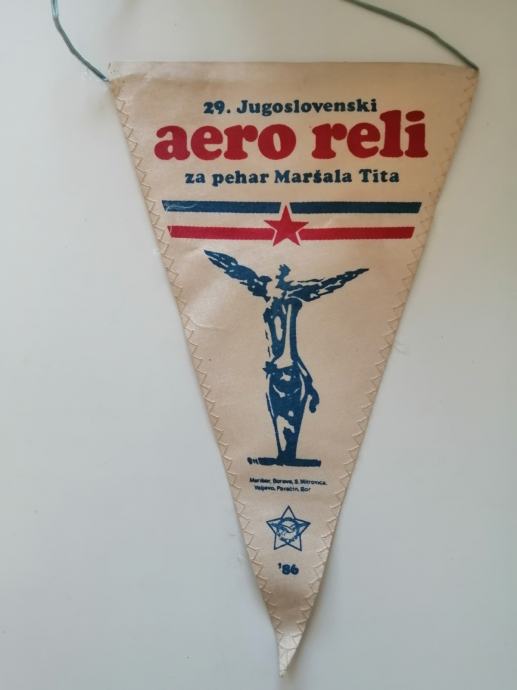 29. Jugoslovenski
aero reli
za pehar Maršala Tita
Maribor, Borovo, S. Mitrovica,
Valjevo, Paraćin, Bor
'86